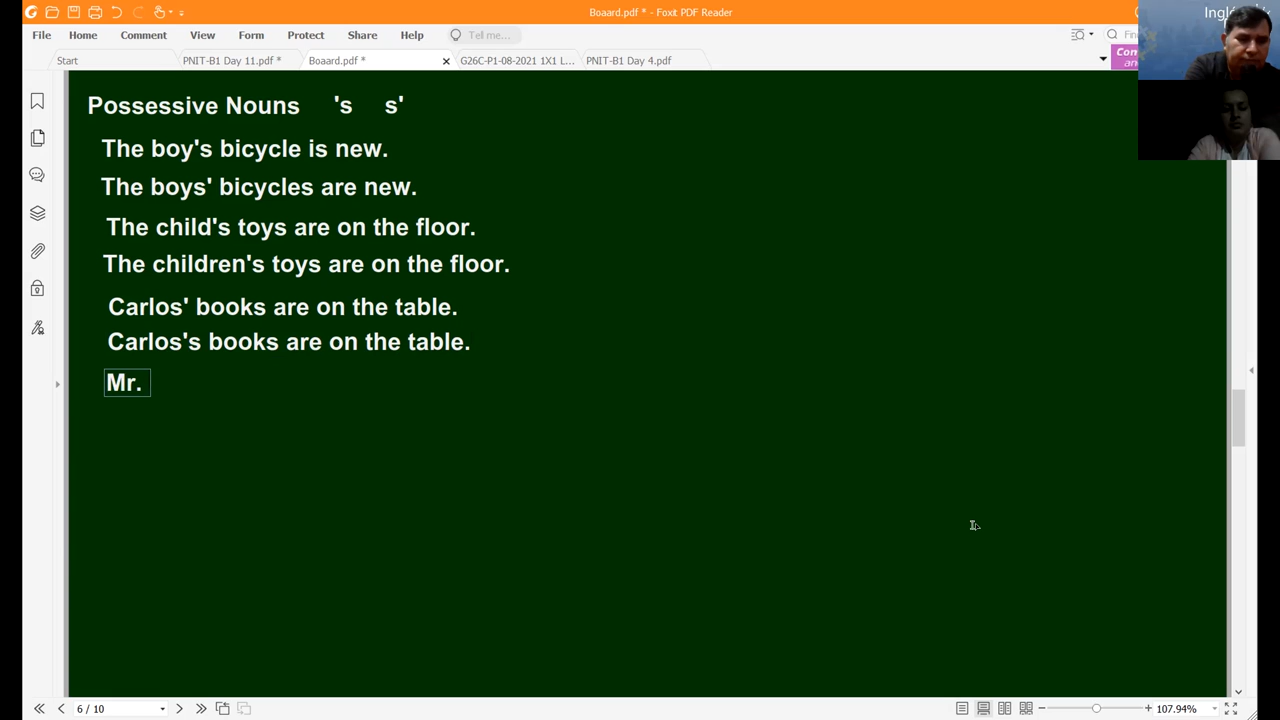 Boaard.pdf * - Foxit PDF Reader
Inglé
File Home Comment View Form Protect Share Help Tell me... Fin
Start PNIT-B1 Day 11.pdf * Boaard.pdf * G26C-P1-08-2021 1X1 L... PNIT-B1 Day 4.pdf
Possessive Nouns 's s'
The boy's bicycle is new.
The boys' bicycles are new.
The child's toys are on the floor.
The children's toys are on the floor.
Carlos' books are on the table.
Carlos's books are on the table.
Mr.
6 / 10 107.94%